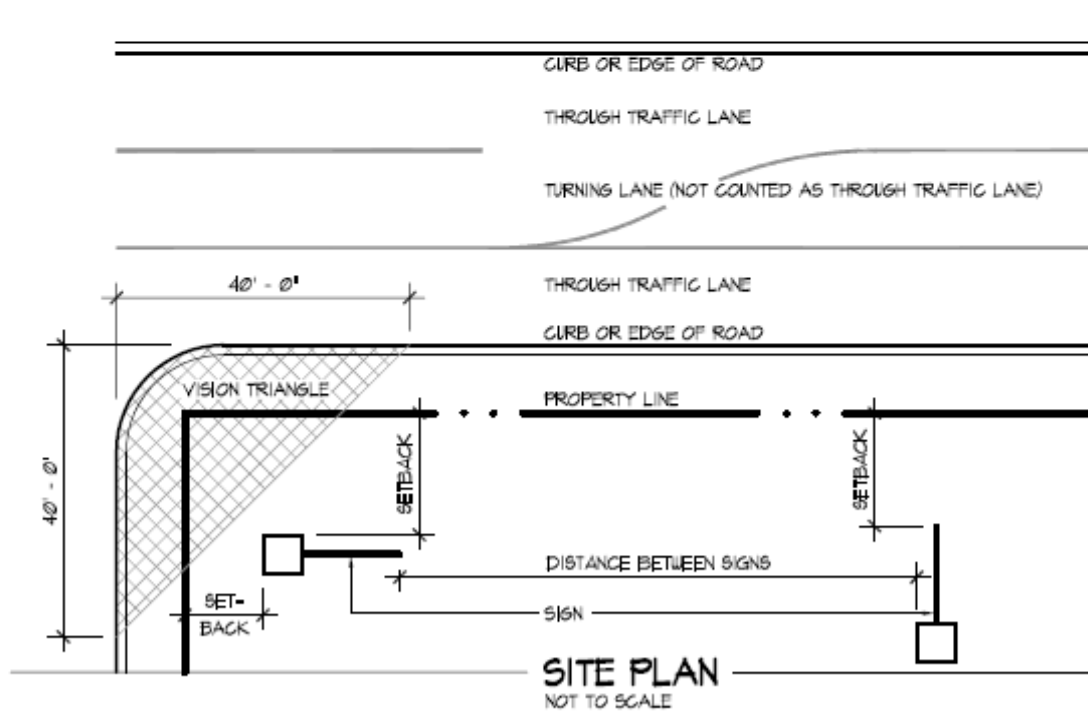 CURB OR EDGE OF ROAD
THROUGH TRAFFIC LANE
TURNING LANE (NOT COUNTED AS THROUGH TRAFFIC LANE)
40' - 0"
THROUGH TRAFFIC LANE
CURB OR EDGE OF ROAD
VISION TRIANGLE
PROPERTY LINE
SETBACK
SETBACK
40' - 0'
DISTANCE BETWEEN SIGNS
SET-
BACK
SIGN
SITE PLAN
NOT TO SCALE